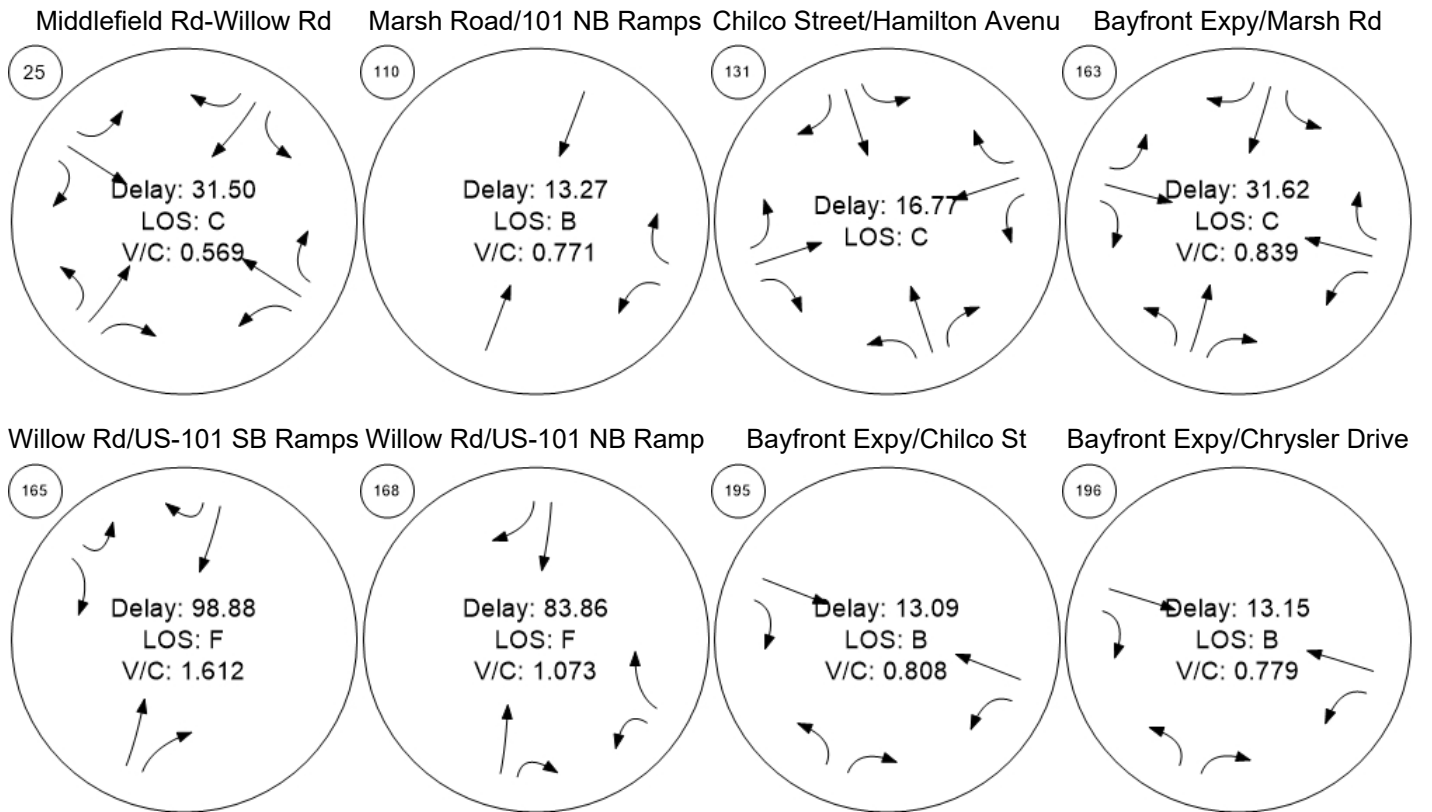 Middlefield Rd-Willow Rd
25
Delay: 31.50
LOS: C
V/C: 0.569
Marsh Road/101 NB Ramps
110
Delay: 13.27
LOS: B
V/C: 0.771
Chilco Street/Hamilton Avenu
131
Delay: 16.77
LOS: C
Bayfront Expy/Marsh Rd
163
Delay: 31.62
LOS: C
V/C: 0.839
Willow Rd/US-101 SB Ramps
165
Delay: 98.88
LOS: F
V/C: 1.612
Willow Rd/US-101 NB Ramp
168
Delay: 83.86
LOS: F
V/C: 1.073
Bayfront Expy/Chilco St
195
Delay: 13.09
LOS: B
V/C: 0.808
Bayfront Expy/Chrysler Drive
196
Delay: 13.15
LOS: B
V/C: 0.779